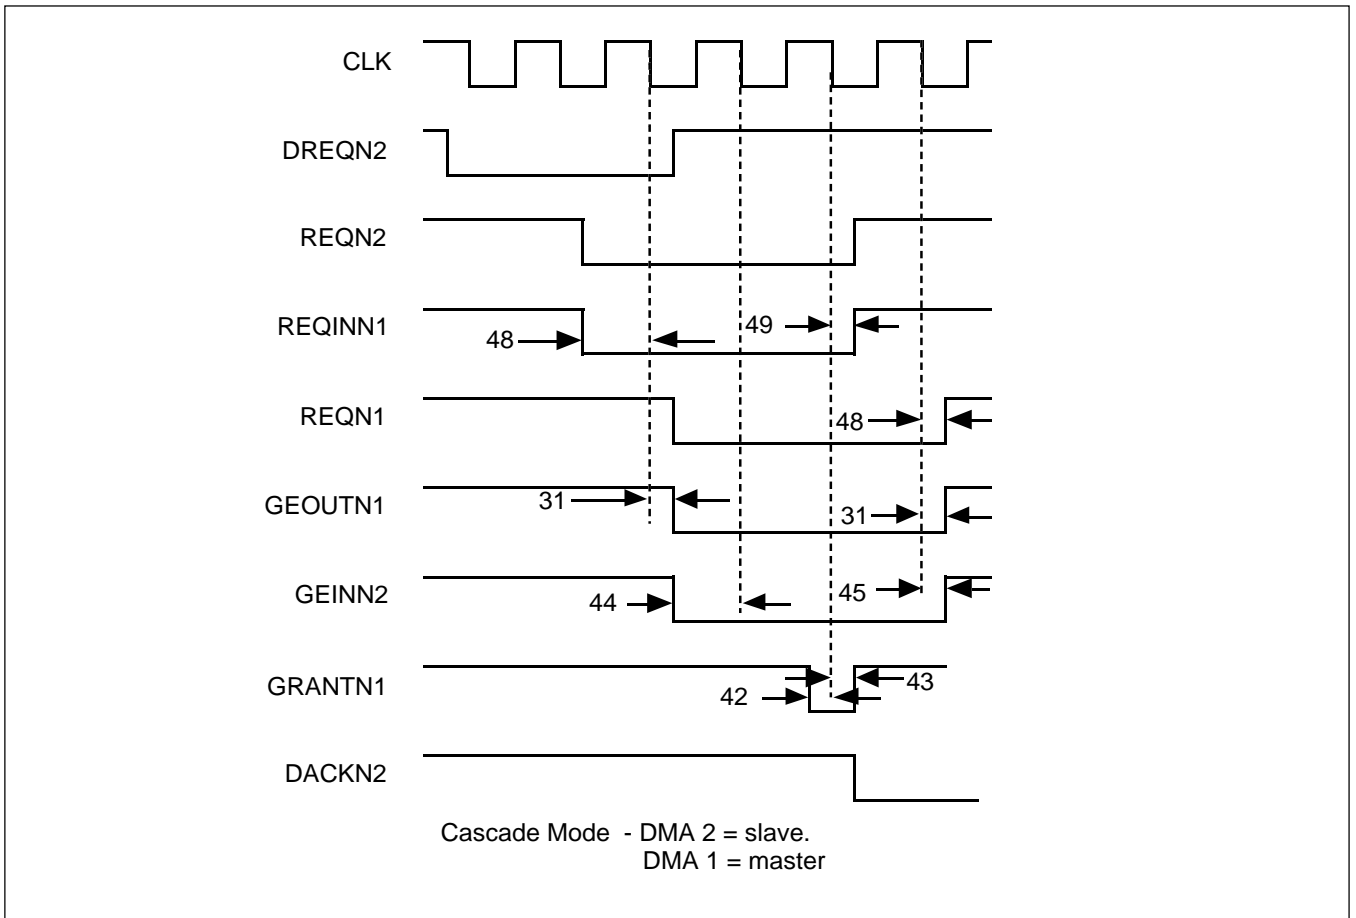 CLK
DREQN2
REQN2
REQINN1
48
49
REQN1
48
GEOUTN1
31
31
GEINN2
44
45
GRANTN1
42
43
DACKN2
Cascade Mode - DMA 2 = slave.
DMA 1 = master